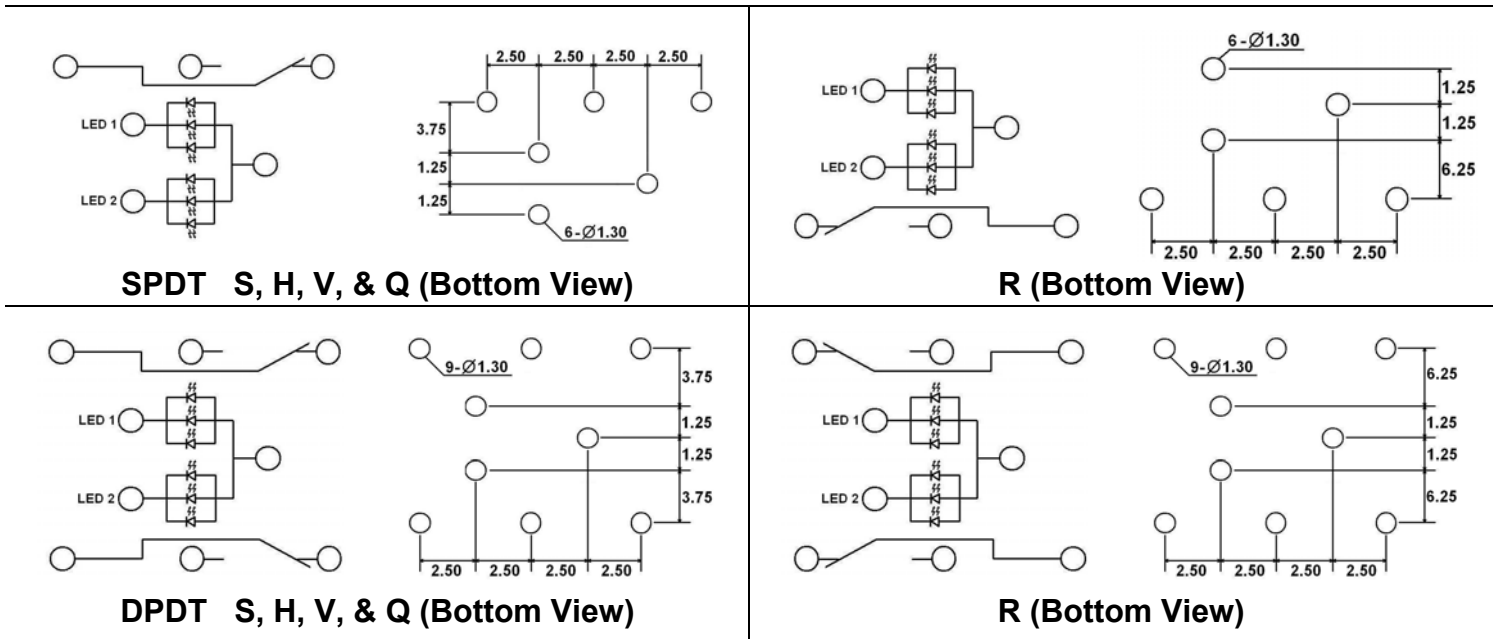 2.50 2.50 2.50 2.50
LED 1
3.75
1.25
LED 2
1.25
6-Ø1.30
SPDT S, H, V, & Q (Bottom View)
6-Ø1.30
LED 1
1.25
1.25
LED 2
6.25
2.50 2.50 2.50 2.50
R (Bottom View)
9-Ø1.30
3.75
LED 1
1.25
1.25
LED 2
3.75
2.50 2.50 2.50 2.50
DPDT S, H, V, & Q (Bottom View)
9-Ø1.30
6.25
LED 1
1.25
1.25
LED 2
6.25
2.50 2.50 2.50 2.50
R (Bottom View)